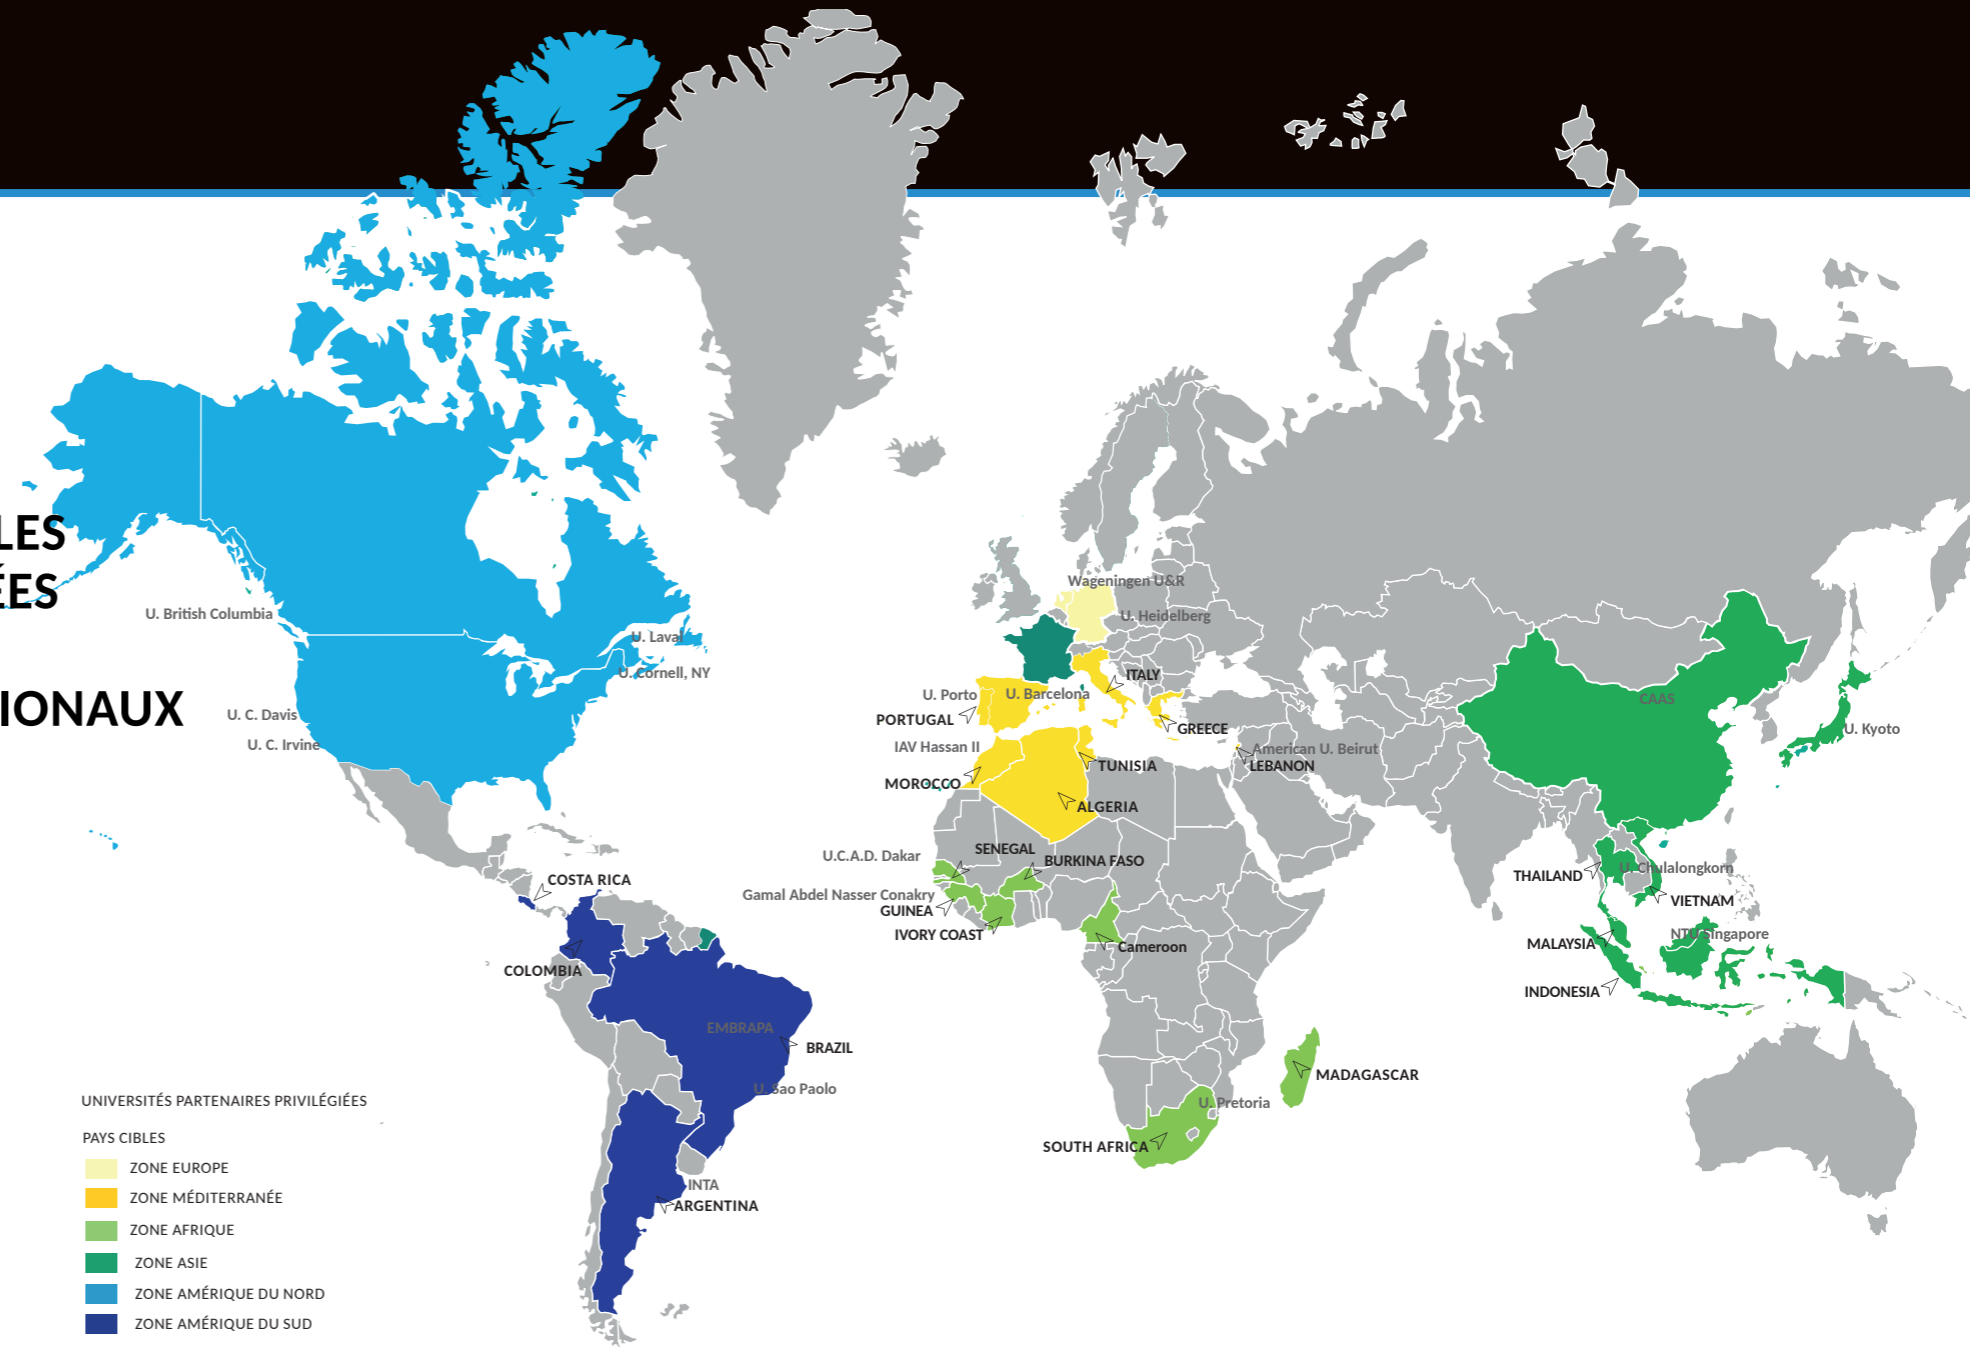 LES
ÉES
IONAUX
U. British Columbia
U. Laval
U. Cornell, NY
U. C. Davis
U. C. Irvine
Wageningen U&R
U. Heidelberg
ITALY
U. Porto
U. Barcelona
PORTUGAL
GREECE
IAV Hassan II
American U. Beirut
LEBANON
TUNISIA
MOROCCO
ALGERIA
CAAS
U. Kyoto
SENEGAL
U.C.A.D. Dakar
BURKINA FASO
Gamal Abdel Nasser Conakry
GUINEA
IVORY COAST
Cameroon
U. Chulalongkorn
THAILAND
VIETNAM
NTU Singapore
MALAYSIA
INDONESIA
COSTA RICA
COLOMBIA
EMBRAPA
BRAZIL
U. Sao Paolo
MADAGASCAR
U. Pretoria
SOUTH AFRICA
INTA
ARGENTINA
UNIVERSITÉS PARTENAIRES PRIVILÉGIÉES
PAYS CIBLES
ZONE EUROPE
ZONE MÉDITERRANÉE
ZONE AFRIQUE
ZONE ASIE
ZONE AMÉRIQUE DU NORD
ZONE AMÉRIQUE DU SUD